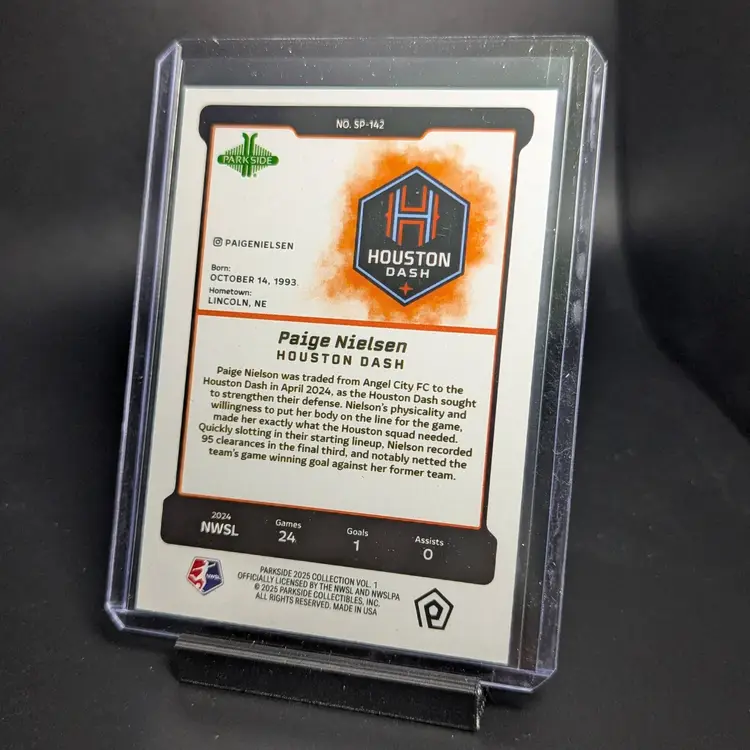 NO. SP-142
PARKSIDE
HOUSTON
DASH
PAIGENIELSEN
Born:
OCTOBER 14, 1993
Hometown:
LINCOLN, NE
Paige Nielsen
HOUSTON DASH
Paige Nielson was traded from Angel City FC to the
Houston Dash in April 2024, as the Houston Dash sought
to strengthen their defense. Nielson's physicality and
willingness to put her body on the line for the game,
made her exactly what the Houston squad needed.
Quickly slotting in their starting lineup, Nielson recorded
95 clearances in the final third, and notably netted the
team's game winning goal against her former team.
2024
NWSL
Games
24
Goals
1
Assists
0
NWSL
PARKSIDE 2025 COLLECTION VOL. 1
OFFICIALLY LICENSED BY THE NWSL AND NWSLPA
© 2025 PARKSIDE COLLECTIBLES, INC.
ALL RIGHTS RESERVED, MADE IN USA